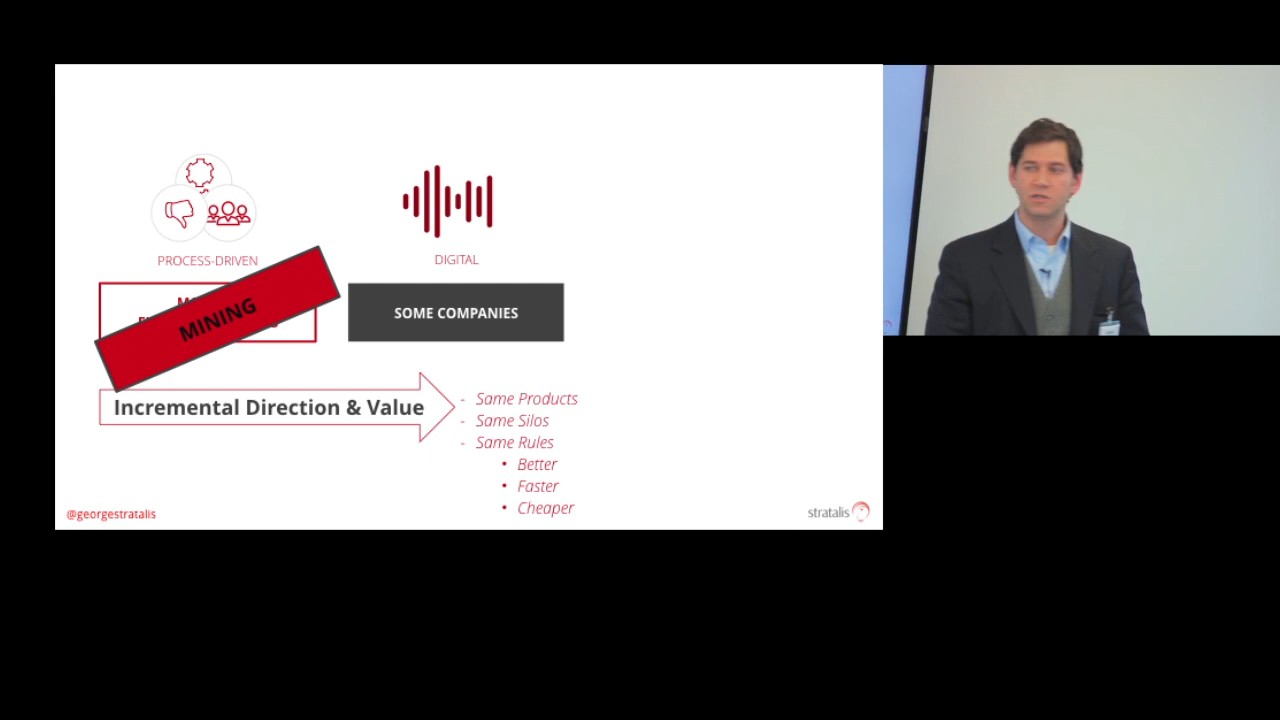 PROCESS-DRIVEN
DIGITAL
MINING
SOME COMPANIES
Incremental Direction & Value
- Same Products
- Same Silos
- Same Rules
• Better
• Faster
• Cheaper
@georgestratalis
stratalis